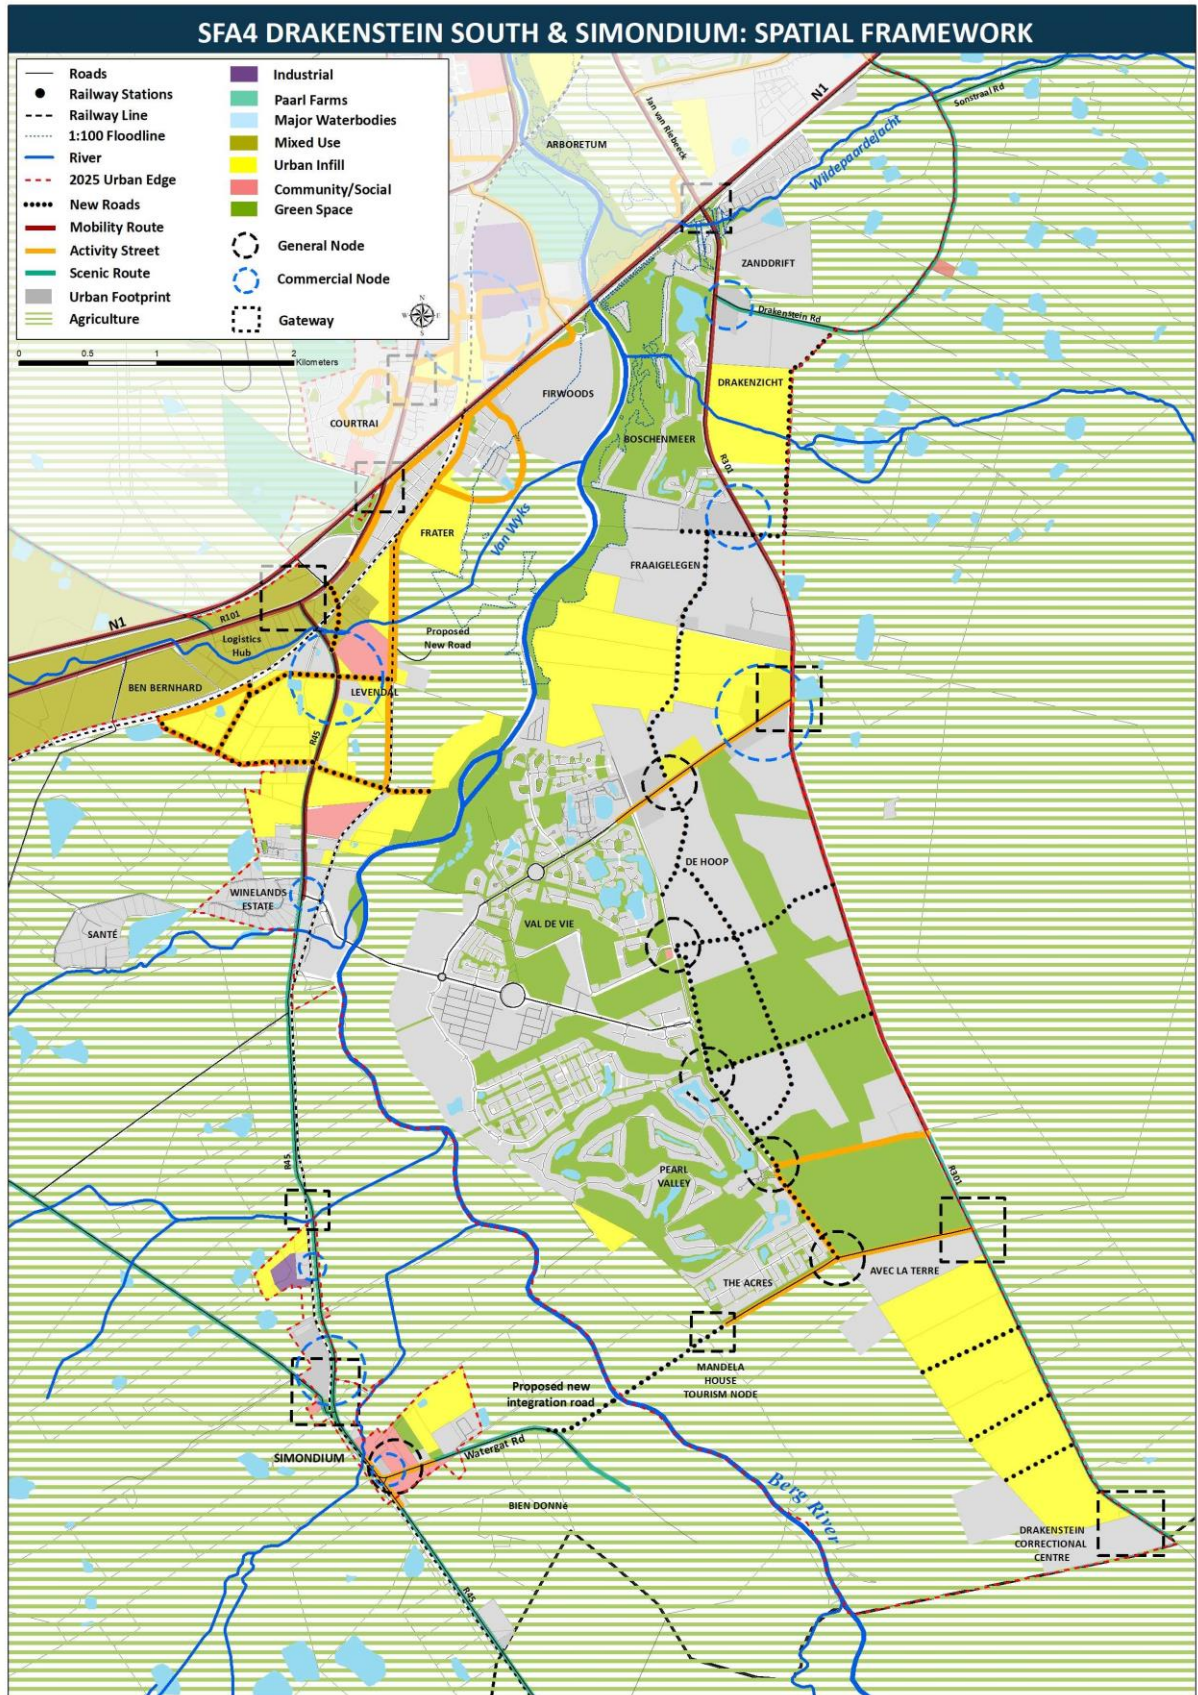 SFA4 DRAKENSTEIN SOUTH & SIMONDIUM: SPATIAL FRAMEWORK
Roads
Railway Stations
Railway Line
1:100 Floodline
River
2025 Urban Edge
New Roads
Mobility Route
Activity Street
Scenic Route
Urban Footprint
Agriculture
Industrial
Paarl Farms
Major Waterbodies
Mixed Use
Urban Infill
Community/Social
Green Space
General Node
Commercial Node
Gateway
N
W
E
S
0
0.5
1
2
Kilometers
N1
Sonstraal Rd
Jan van Riebeeck
ARBORETUM
Wildepaardejacht
ZANDDRIFT
Drakenstein Rd
DRAKENZICHT
FIRWOODS
COURTRAI
BOSCHENMEER
R301
FRATER
Van Wyks
FRAAIGELEGEN
N1
R101
Logistics
Hub
Proposed
New Road
BEN BERNHARD
LEVENDAL
R45
DE HOOP
WINELANDS
ESTATE
SANTÉ
VAL DE VIE
R45
PEARL
VALLEY
R301
THE ACRES
AVEC LA TERRE
MANDELA
HOUSE
TOURISM NODE
Proposed new
integration road
Watergat Rd
SIMONDIUM
BIEN DONNé
Berg River
DRAKENSTEIN
CORRECTIONAL
CENTRE
R45